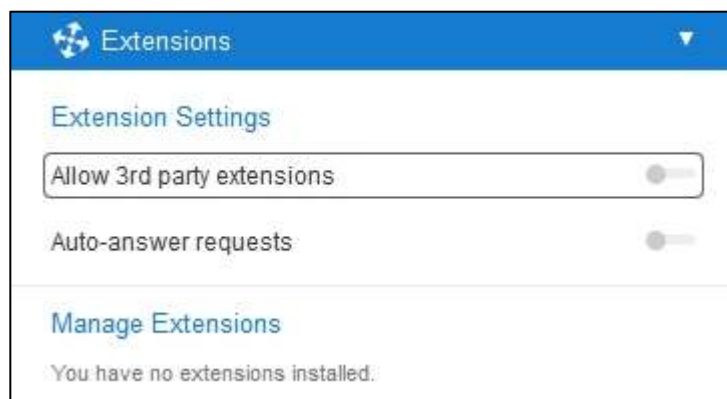 Extensions
Extension Settings
Allow 3rd party extensions
Auto-answer requests
Manage Extensions
You have no extensions installed.